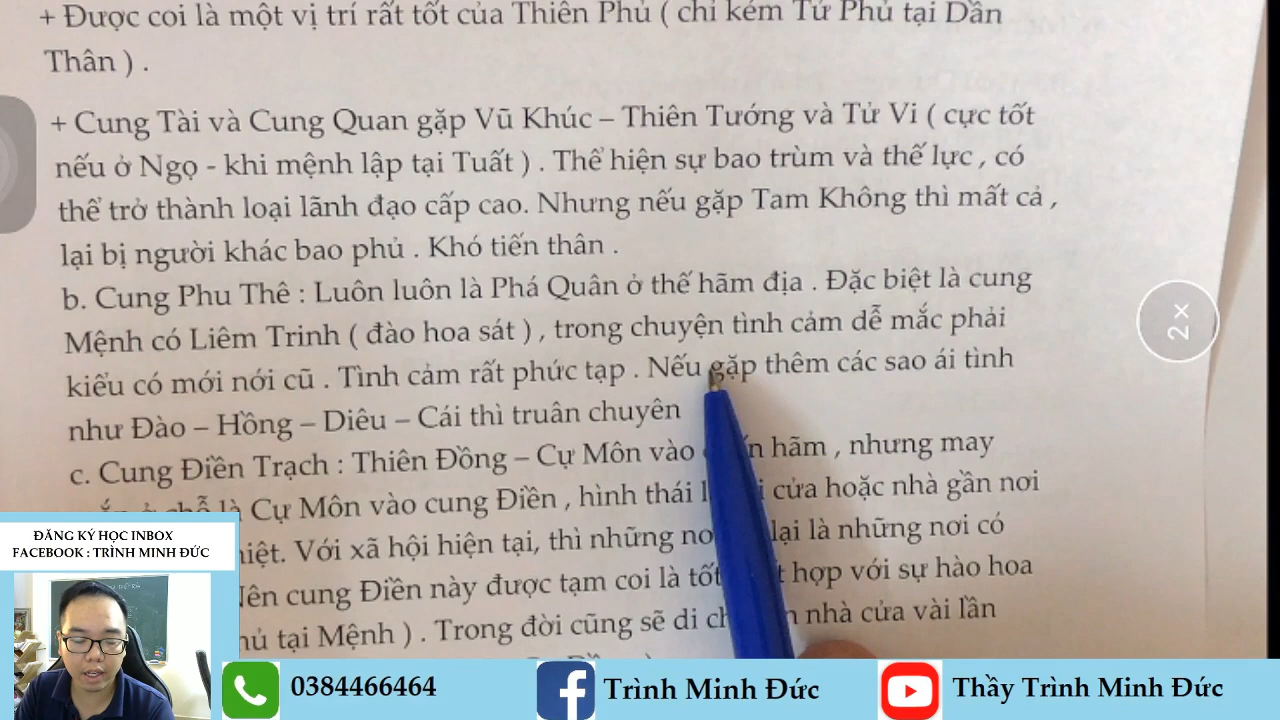 + Được coi là một vị trí rất tốt của Thiên Phủ ( chỉ kém Tử Phủ tại Dần
Thân ) .
+ Cung Tài và Cung Quan gặp Vũ Khúc – Thiên Tướng và Tử Vi ( cực tốt
nếu ở Ngọ - khi mệnh lập tại Tuất ) . Thể hiện sự bao trùm và thế lực , có
thể trở thành loại lãnh đạo cấp cao. Nhưng nếu gặp Tam Không thì mất cả ,
lại bị người khác bao phủ . Khó tiến thân .
b. Cung Phu Thê : Luôn luôn là Phá Quân ở thế hãm địa . Đặc biệt là cung
Mệnh có Liêm Trinh ( đào hoa sát ) , trong chuyện tình cảm dễ mắc phải
kiểu có mới nới cũ . Tình cảm rất phức tạp . Nếu gặp thêm các sao ái tình
như Đào – Hồng – Diêu – Cái thì truân chuyên
c. Cung Điền Trạch : Thiên Đồng – Cự Môn vào hãm , nhưng may
là Cự Môn vào cung Điền , hình thái cửa hoặc nhà gần nơi
Với xã hội hiện tại, thì những lại là những nơi có
cung Điền này được tạm coi là tốt hợp với sự hào hoa
tại Mệnh ) . Trong đời cũng sẽ di nhà cửa vài lần
2×
ĐĂNG KÝ HỌC INBOX
FACEBOOK : TRÌNH MINH ĐỨC
0384466464
Trình Minh Đức
Thầy Trình Minh Đức